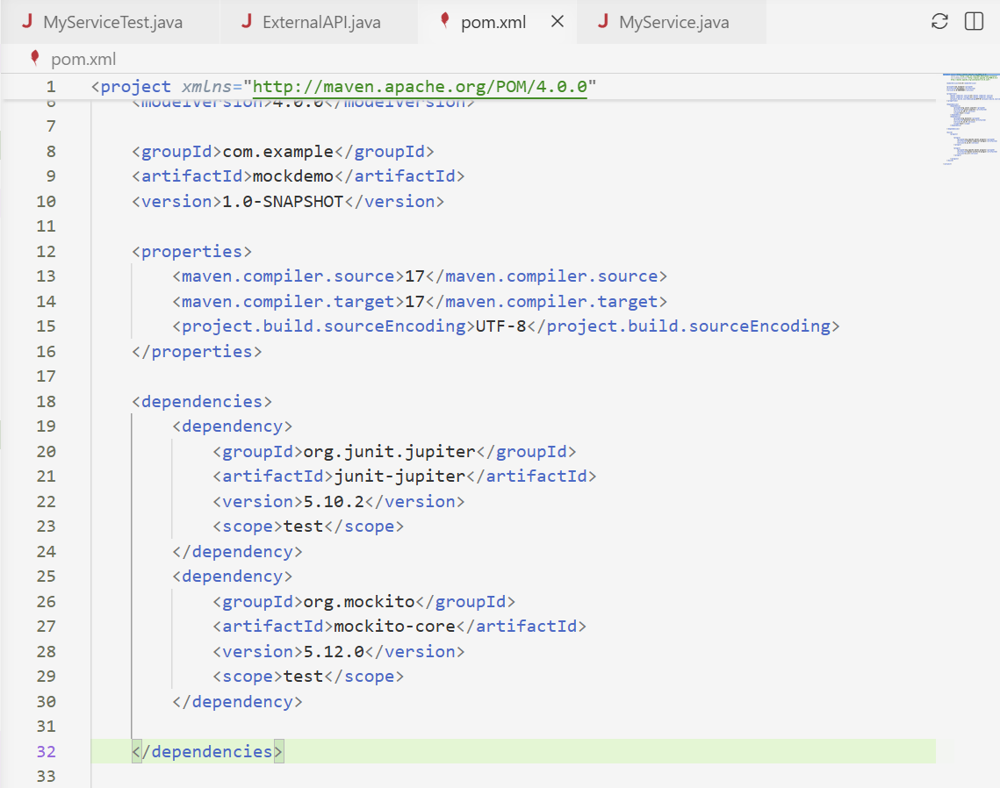 MyServiceTest.java ExternalAPI.java pom.xml MyService.java
pom.xml
1 <project xmlns="http://maven.apache.org/POM/4.0.0"
6 <modelVersion>4.0.0</modelVersion>
7
8 <groupId>com.example</groupId>
9 <artifactId>mockdemo</artifactId>
10 <version>1.0-SNAPSHOT</version>
11
12 <properties>
13 <maven.compiler.source>17</maven.compiler.source>
14 <maven.compiler.target>17</maven.compiler.target>
15 <project.build.sourceEncoding>UTF-8</project.build.sourceEncoding>
16 </properties>
17
18 <dependencies>
19 <dependency>
20 <groupId>org.junit.jupiter</groupId>
21 <artifactId>junit-jupiter</artifactId>
22 <version>5.10.2</version>
23 <scope>test</scope>
24 </dependency>
25 <dependency>
26 <groupId>org.mockito</groupId>
27 <artifactId>mockito-core</artifactId>
28 <version>5.12.0</version>
29 <scope>test</scope>
30 </dependency>
31
32 </dependencies>
33